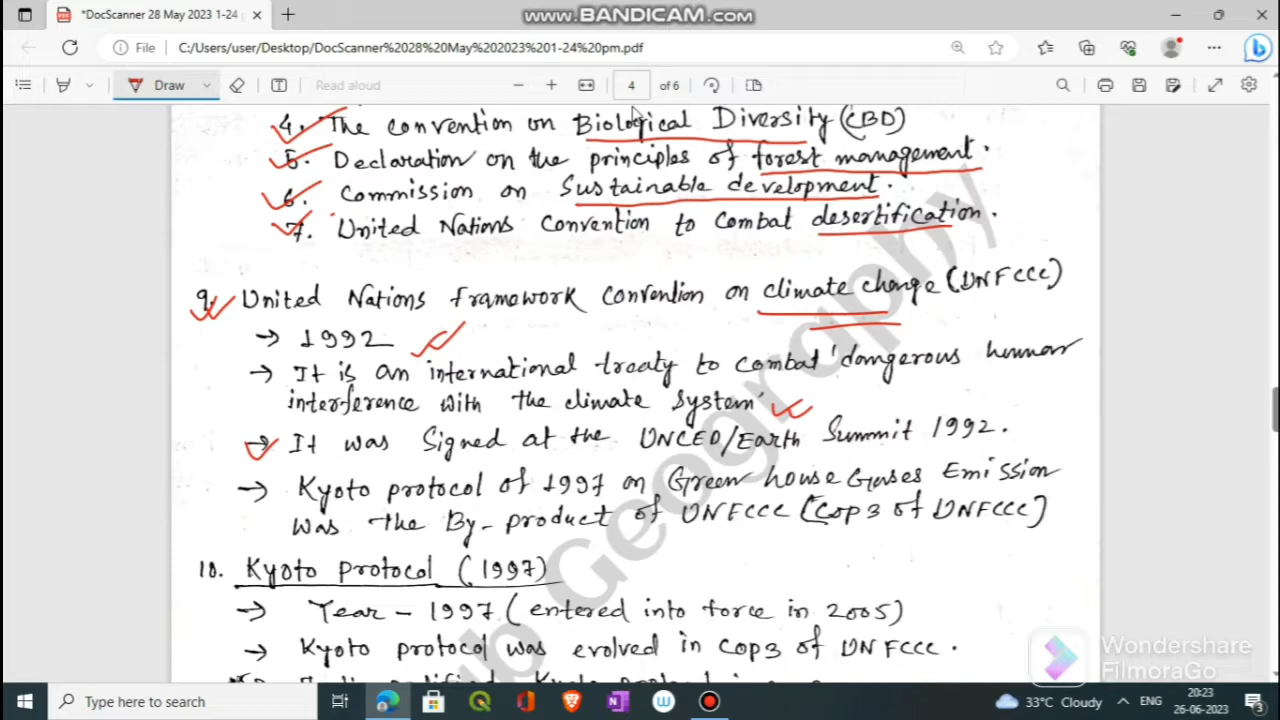 *DocScanner 28 May 2023 1-24
www.BANDICAM.com
File
C:/Users/user/Desktop/DocScanner%2028%20May%202023%201-24%20pm.pdf
Draw
Read aloud
4
of 6
4. The convention on Biological Diversity (CBD)
5. Declaration on the principles of forest management.
6. Commission on Sustainable development.
7. United Nations Convention to Combat desertification.
9. United Nations framework Convention on climate change (UNFCCC)
→ 1992
→ It is an international treaty to combat 'dangerous human
interference with the climate system'
→ It was Signed at the UNCED/Earth Summit 1992.
→ Kyoto protocol of 1997 on Green house Gases Emission
was the By-product of UNFCCC [COP3 of UNFCCC]
10. Kyoto protocol (1997)
→ Year - 1997 (entered into force in 2005)
→ Kyoto protocol was evolved in COP3 of UNFCCC.
Geography
Wondershare
FilmoraGo
Type here to search
33°C Cloudy
ENG
20:23
26-06-2023
3